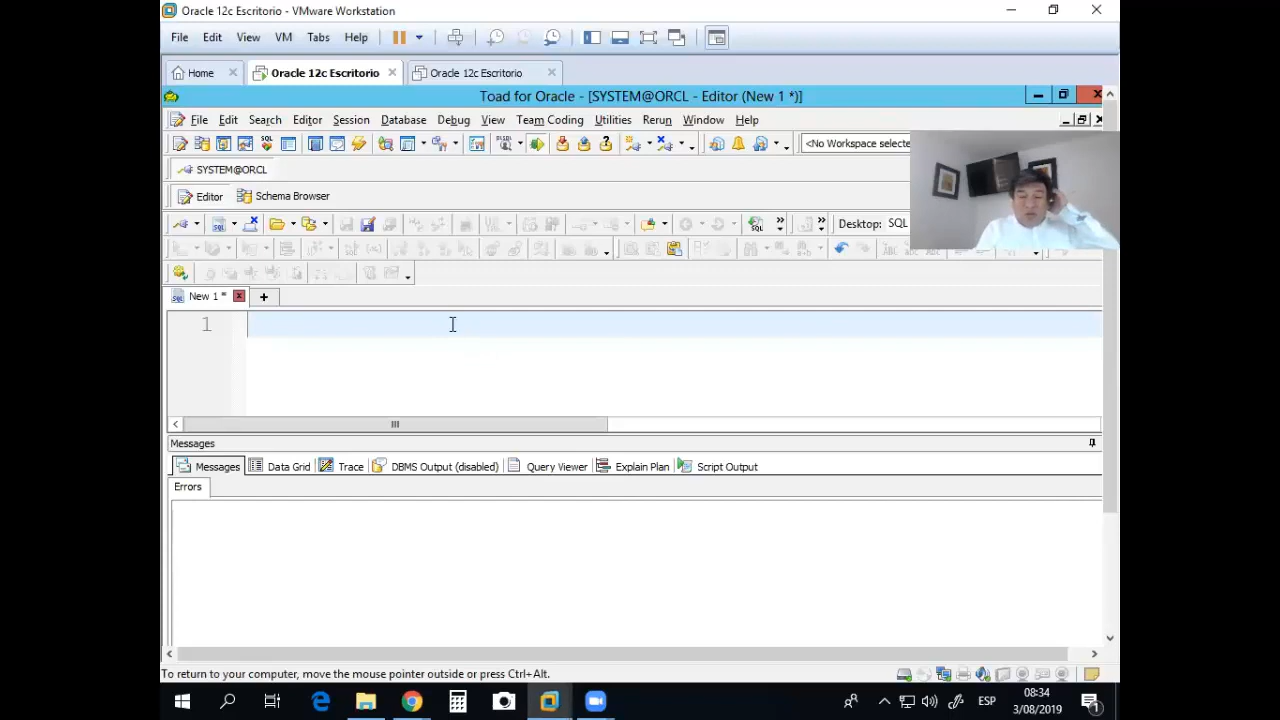 Oracle 12c Escritorio - VMware Workstation
File Edit View VM Tabs Help
Home Oracle 12c Escritorio Oracle 12c Escritorio
Toad for Oracle - [SYSTEM@ORCL - Editor (New 1 *)]
File Edit Search Editor Session Database Debug View Team Coding Utilities Rerun Window Help
<No Workspace selecte
SYSTEM@ORCL
Editor Schema Browser
Desktop: SQL
New 1 * +
1
Messages
Messages Data Grid Trace DBMS Output (disabled) Query Viewer Explain Plan Script Output
Errors
To return to your computer, move the mouse pointer outside or press Ctrl+Alt.
ESP
08:34
3/08/2019
1